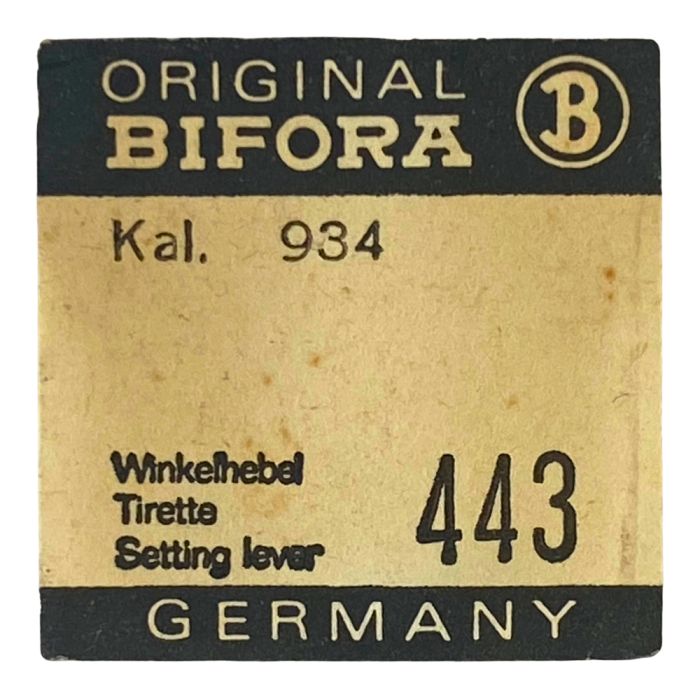 ORIGINAL
BIFORA B
Kal. 934
Winkelhebel
Tirette
Setting lever
443
GERMANY